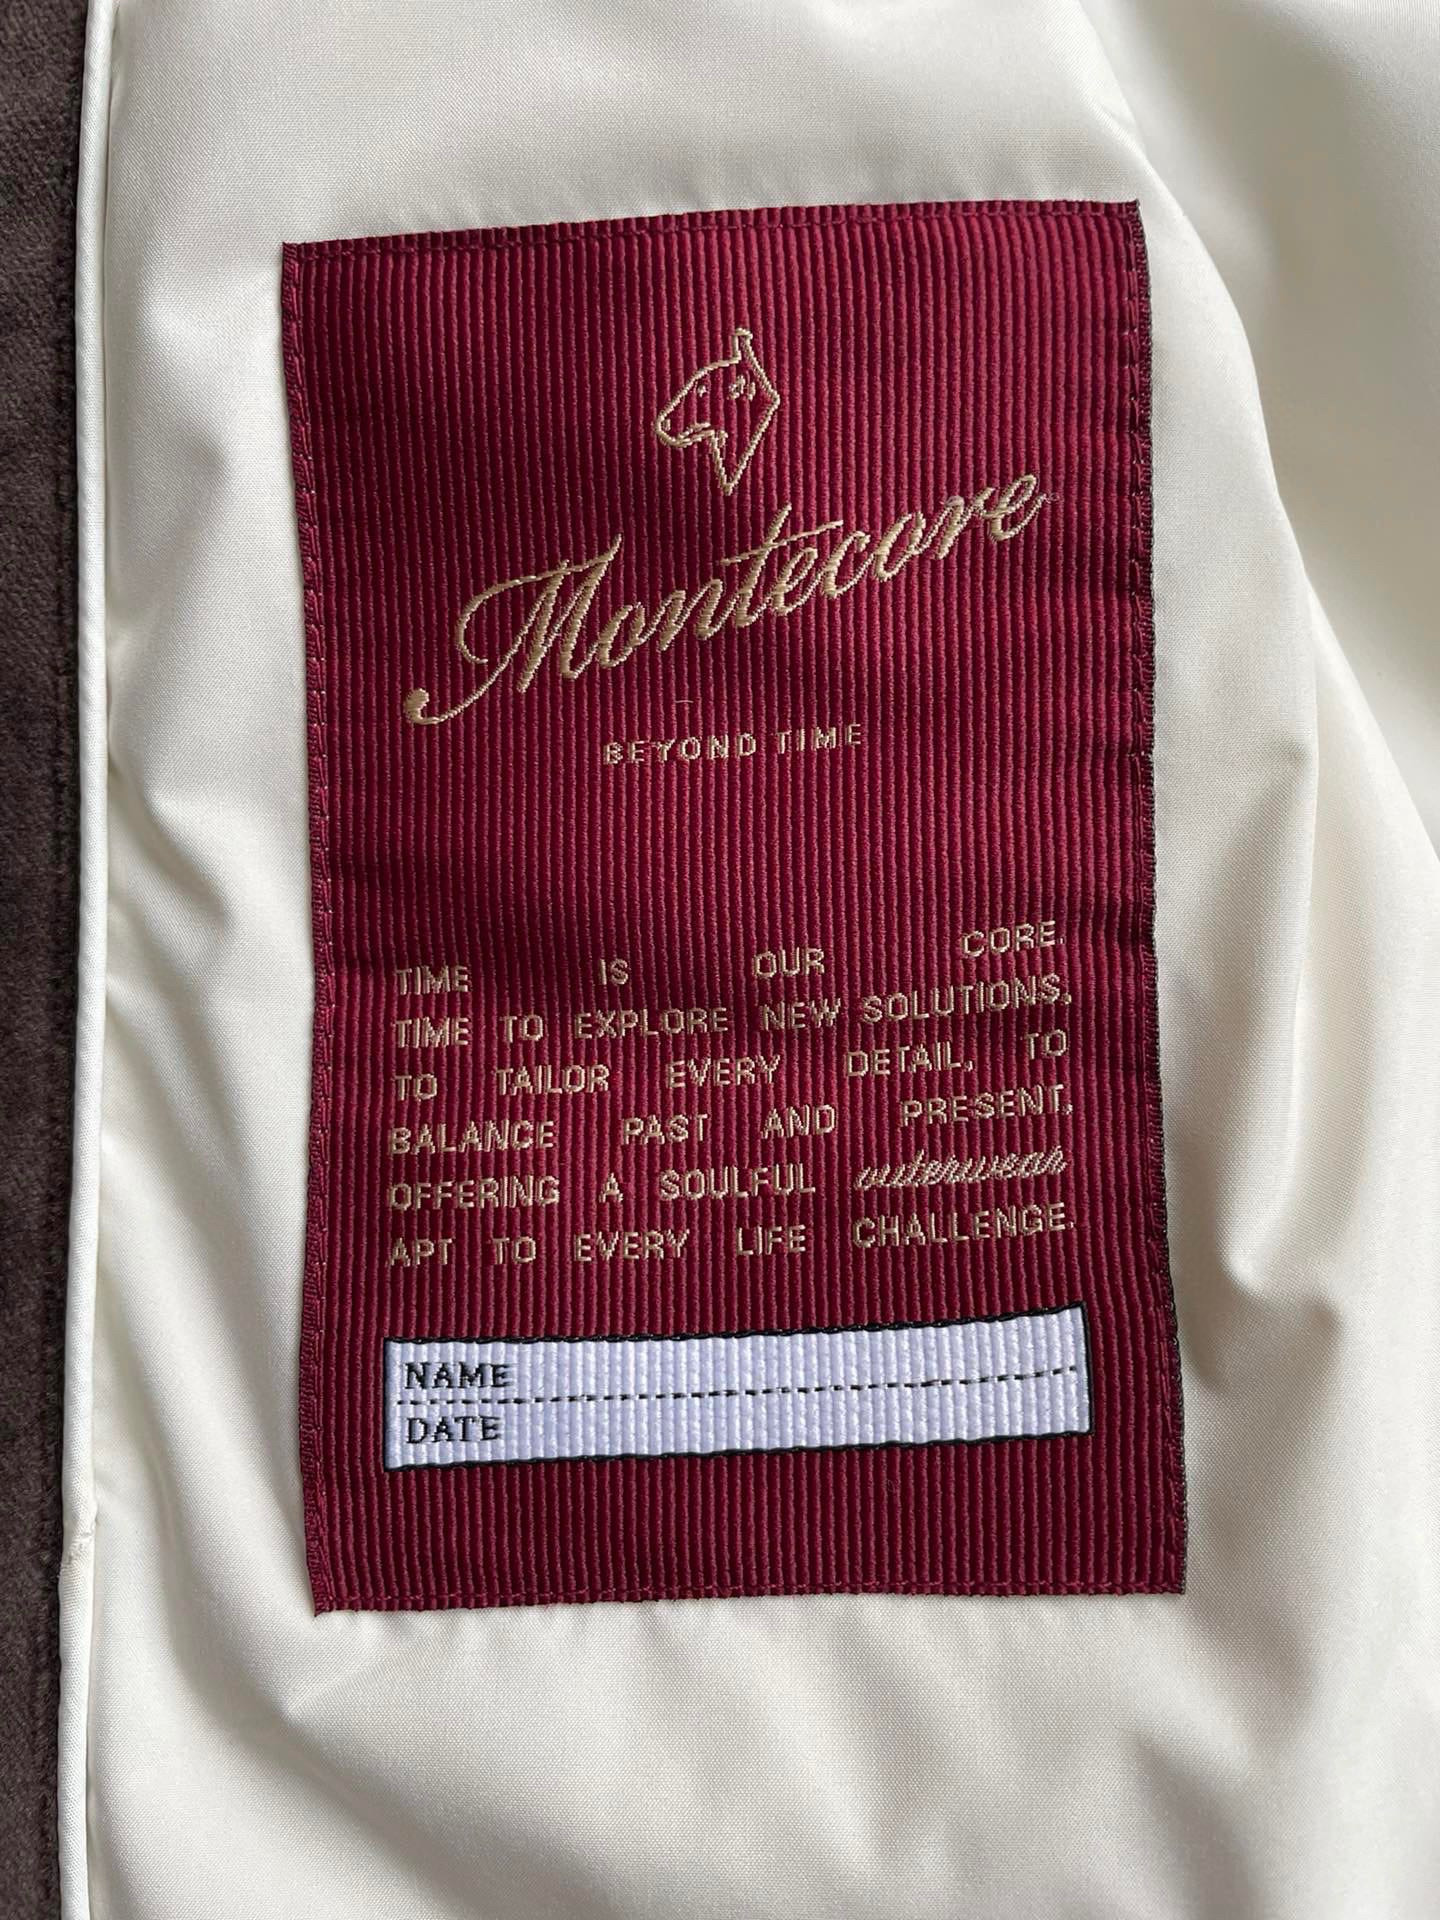 Montecore
BEYOND TIME
TIME IS OUR CORE.
TIME TO EXPLORE NEW SOLUTIONS,
TO TAILOR EVERY DETAIL, TO
BALANCE PAST AND PRESENT,
OFFERING A SOULFUL outerwear
APT TO EVERY LIFE CHALLENGE.
NAME
DATE